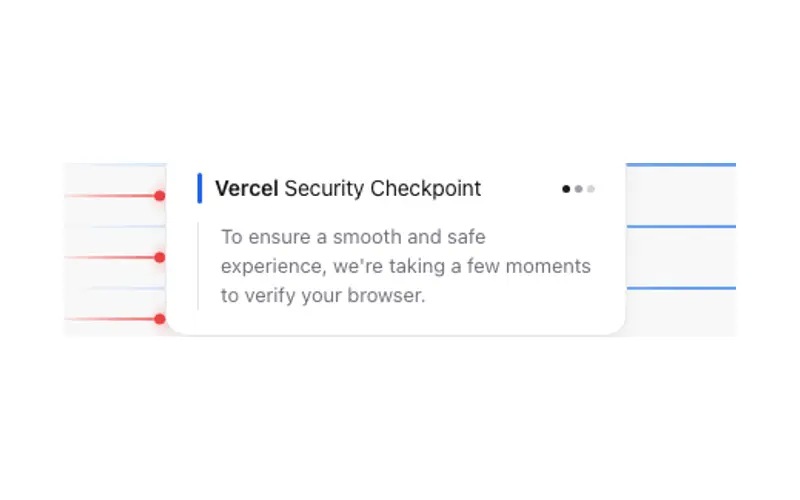 Vercel Security Checkpoint
To ensure a smooth and safe
experience, we're taking a few moments
to verify your browser.